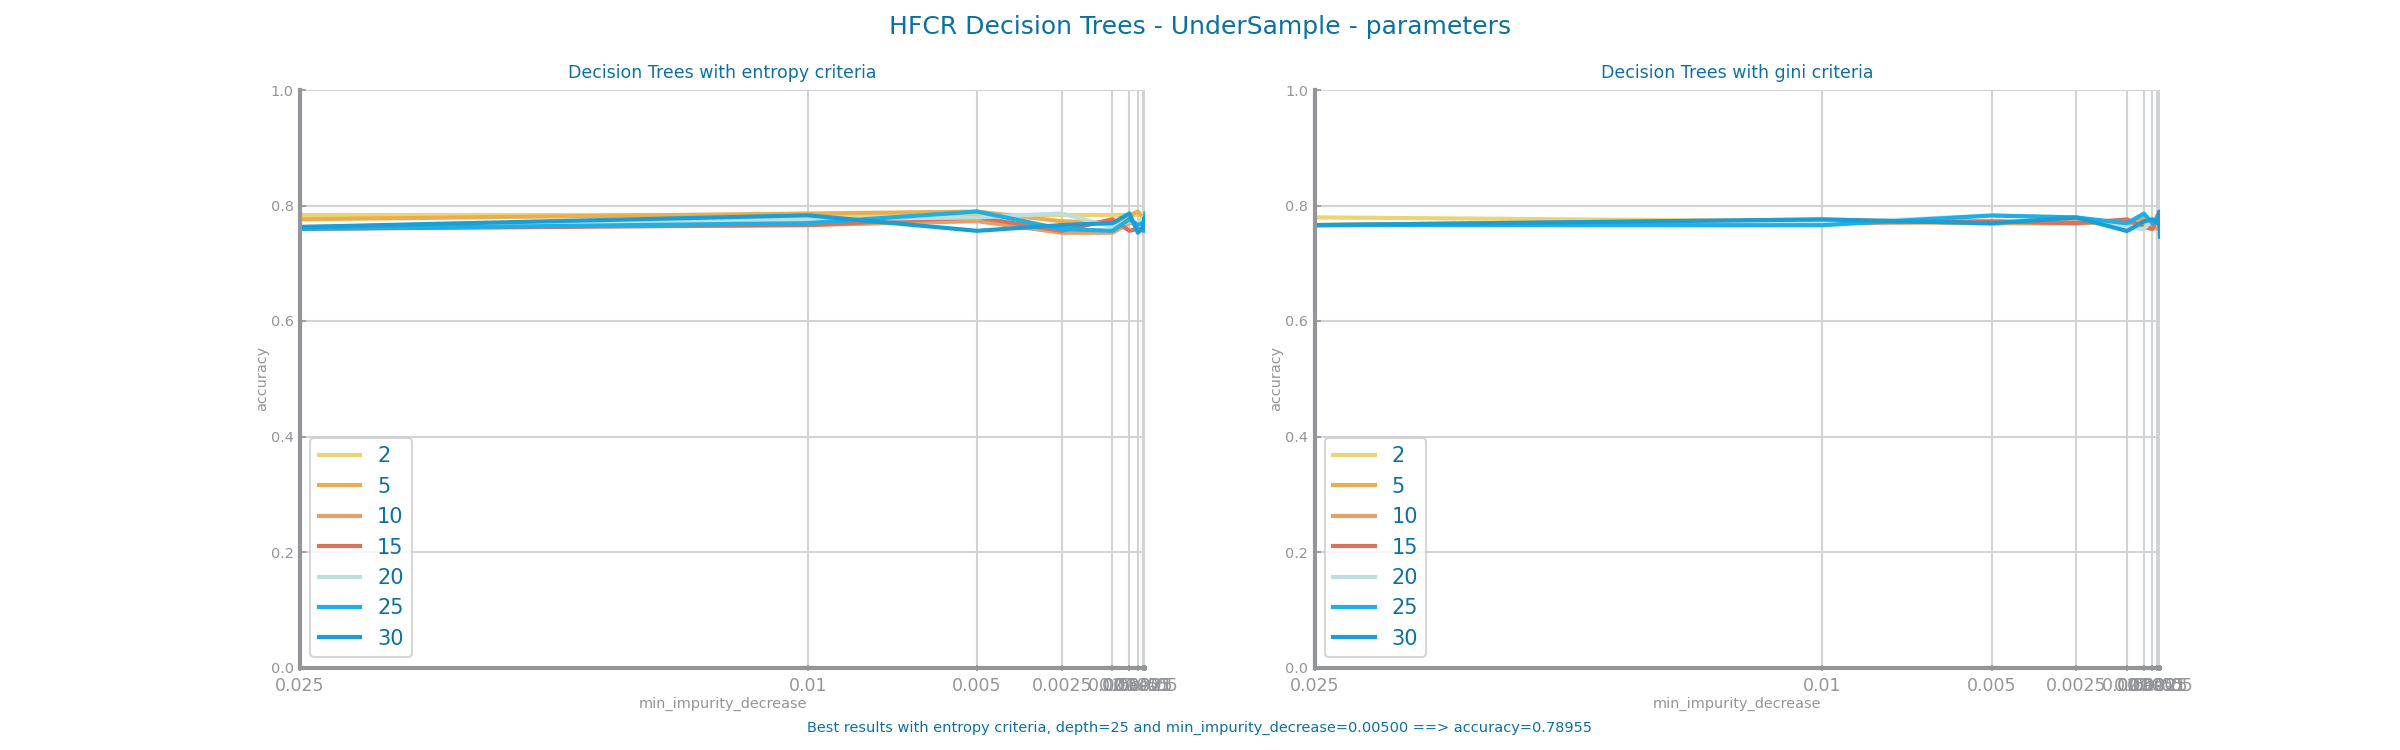 HFCR Decision Trees - UnderSample - parameters
Decision Trees with entropy criteria
1.0
0.8
0.6
0.4
0.2
0.0
accuracy
2
5
10
15
20
25
30
0.025 0.01 0.005 0.0025
min_impurity_decrease
Decision Trees with gini criteria
1.0
0.8
0.6
0.4
0.2
0.0
accuracy
2
5
10
15
20
25
30
0.025 0.01 0.005 0.0025
min_impurity_decrease
Best results with entropy criteria, depth=25 and min_impurity_decrease=0.00500 ==> accuracy=0.78955